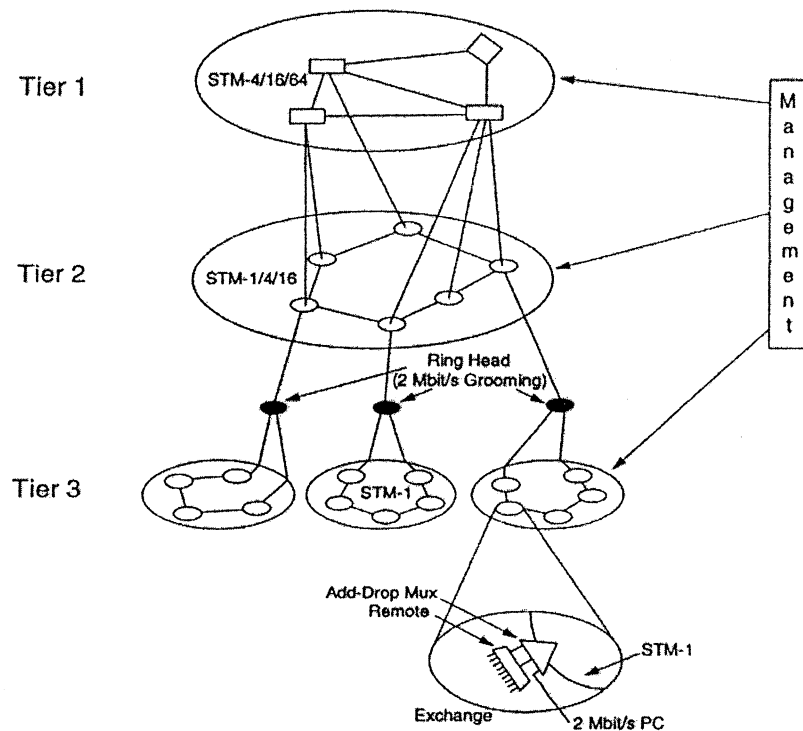 Tier 1
STM-4/16/64
Management
Tier 2
STM-1/4/16
Ring Head
(2 Mbit/s Grooming)
Tier 3
STM-1
Add-Drop Mux
Remote
STM-1
Exchange
2 Mbit/s PC